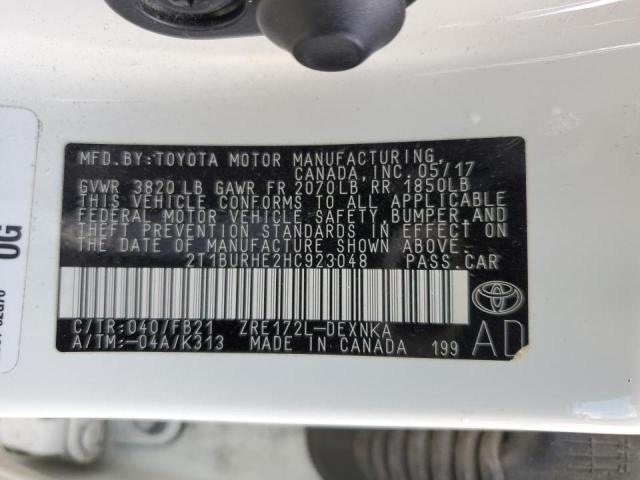 MFD.BY:TOYOTA MOTOR MANUFACTURING,
CANADA, INC. 05/17
GVWR 3820 LB GAWR FR 2070LB RR 1850LB
THIS VEHICLE CONFORMS TO ALL APPLICABLE
FEDERAL MOTOR VEHICLE SAFETY, BUMPER AND
THEFT PREVENTION STANDARDS IN EFFECT ON
THE DATE OF MANUFACTURE SHOWN ABOVE.
2T1BURHE2HC923048 PASS.CAR
C/TR:040/FB21 ZRE172L-DEXNKA
A/TM:-04A/K313 MADE IN CANADA 199 AD
OG